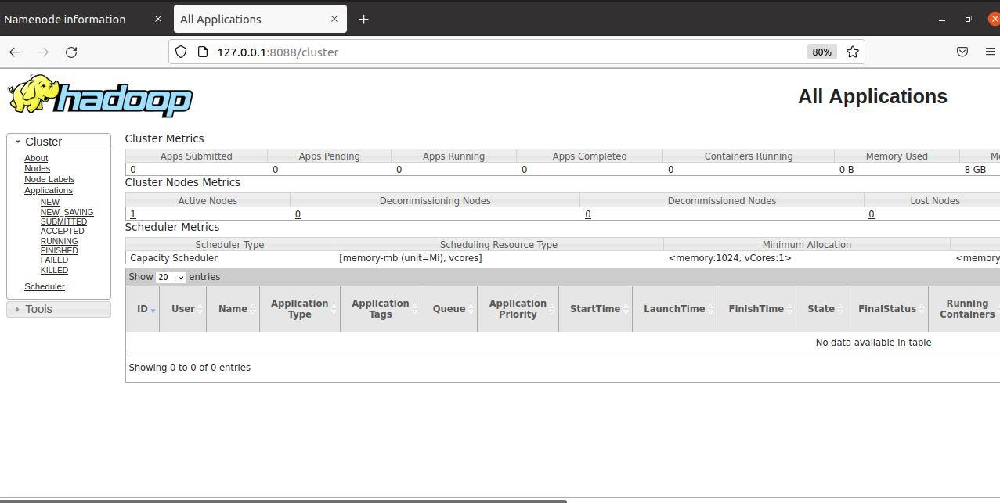 Namenode information
All Applications
127.0.0.1:8088/cluster
80%
hadoop
All Applications
Cluster
About
Nodes
Node Labels
Applications
NEW
NEW_SAVING
SUBMITTED
ACCEPTED
RUNNING
FINISHED
FAILED
KILLED
Scheduler
Tools
Cluster Metrics
Apps Submitted Apps Pending Apps Running Apps Completed Containers Running Memory Used
0 0 0 0 0 0 B 8 GB
Cluster Nodes Metrics
Active Nodes Decommissioning Nodes Decommissioned Nodes Lost Nodes
1 0 0 0
Scheduler Metrics
Scheduler Type Scheduling Resource Type Minimum Allocation
Capacity Scheduler [memory-mb (unit=Mi), vcores] <memory:1024, vCores:1> <memory
Show 20 entries
ID User Name Application Type Application Tags Queue Application Priority StartTime LaunchTime FinishTime State FinalStatus Running Containers
No data available in table
Showing 0 to 0 of 0 entries